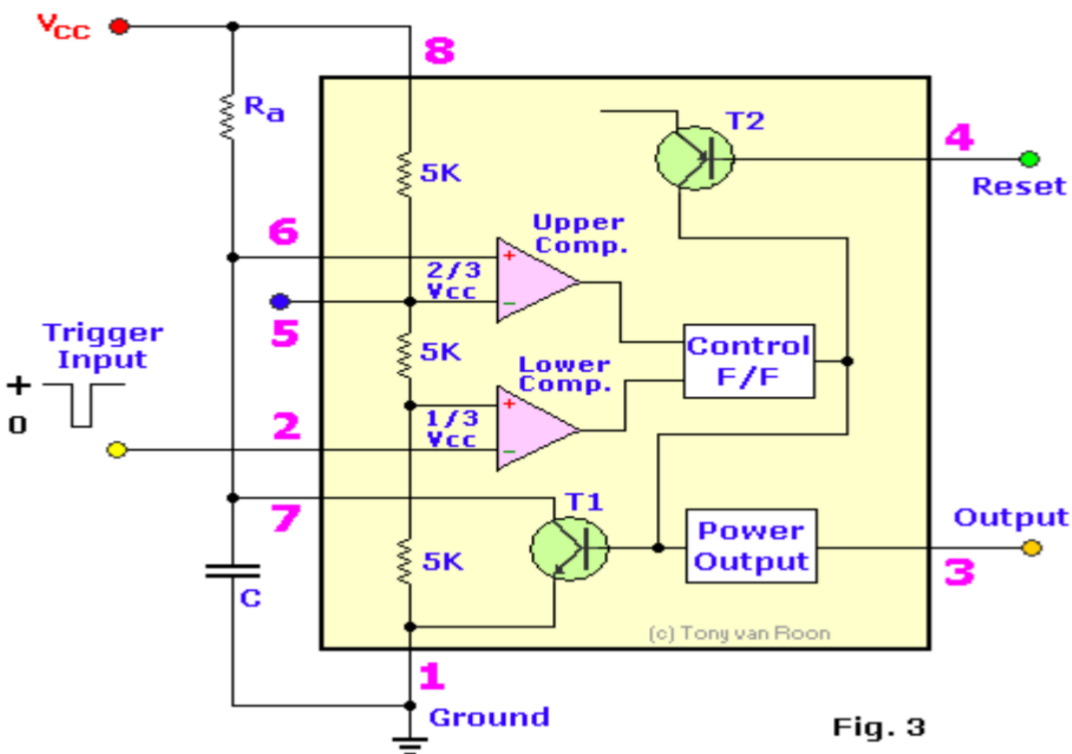 VCC
8
Ra
5K
T2
4
Reset
6
Upper
Comp.
+
2/3
Vcc
-
5
Trigger
Input
5K
Control
F/F
Lower
Comp.
+
0
+
1/3
Vcc
2
-
7
T1
Power
Output
Output
3
5K
C
(c) Tony van Roon
1
Ground
Fig. 3